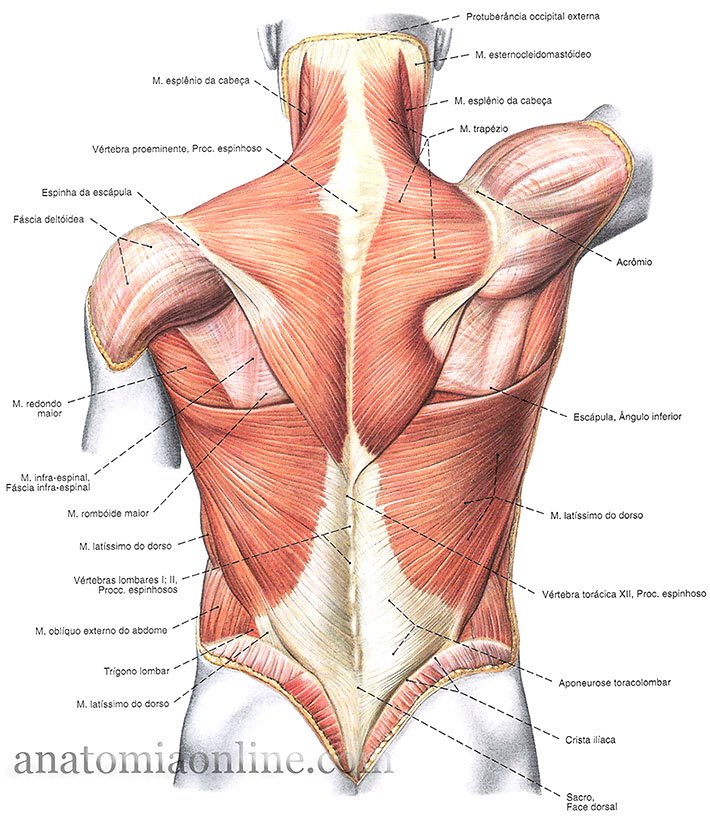 Protuberância occipital externa
M. esternocleidomastóideo
M. esplênio da cabeça
M. esplênio da cabeça
M. trapézio
Vértebra proeminente, Proc. espinhoso
Espinha da escápula
Fáscia deltóidea
Acrômio
M. redondo
maior
Escápula, Ângulo inferior
M. infra-espinal,
Fáscia infra-espinal
M. rombóide maior
M. latíssimo do dorso
M. latíssimo do dorso
Vértebras lombares I; II,
Procc. espinhosos
Vértebra torácica XII, Proc. espinhoso
M. oblíquo externo do abdome
Trígono lombar
Aponeurose toracolombar
M. latíssimo do dorso
Crista ilíaca
anatomiaonline.com
Sacro,
Face dorsal